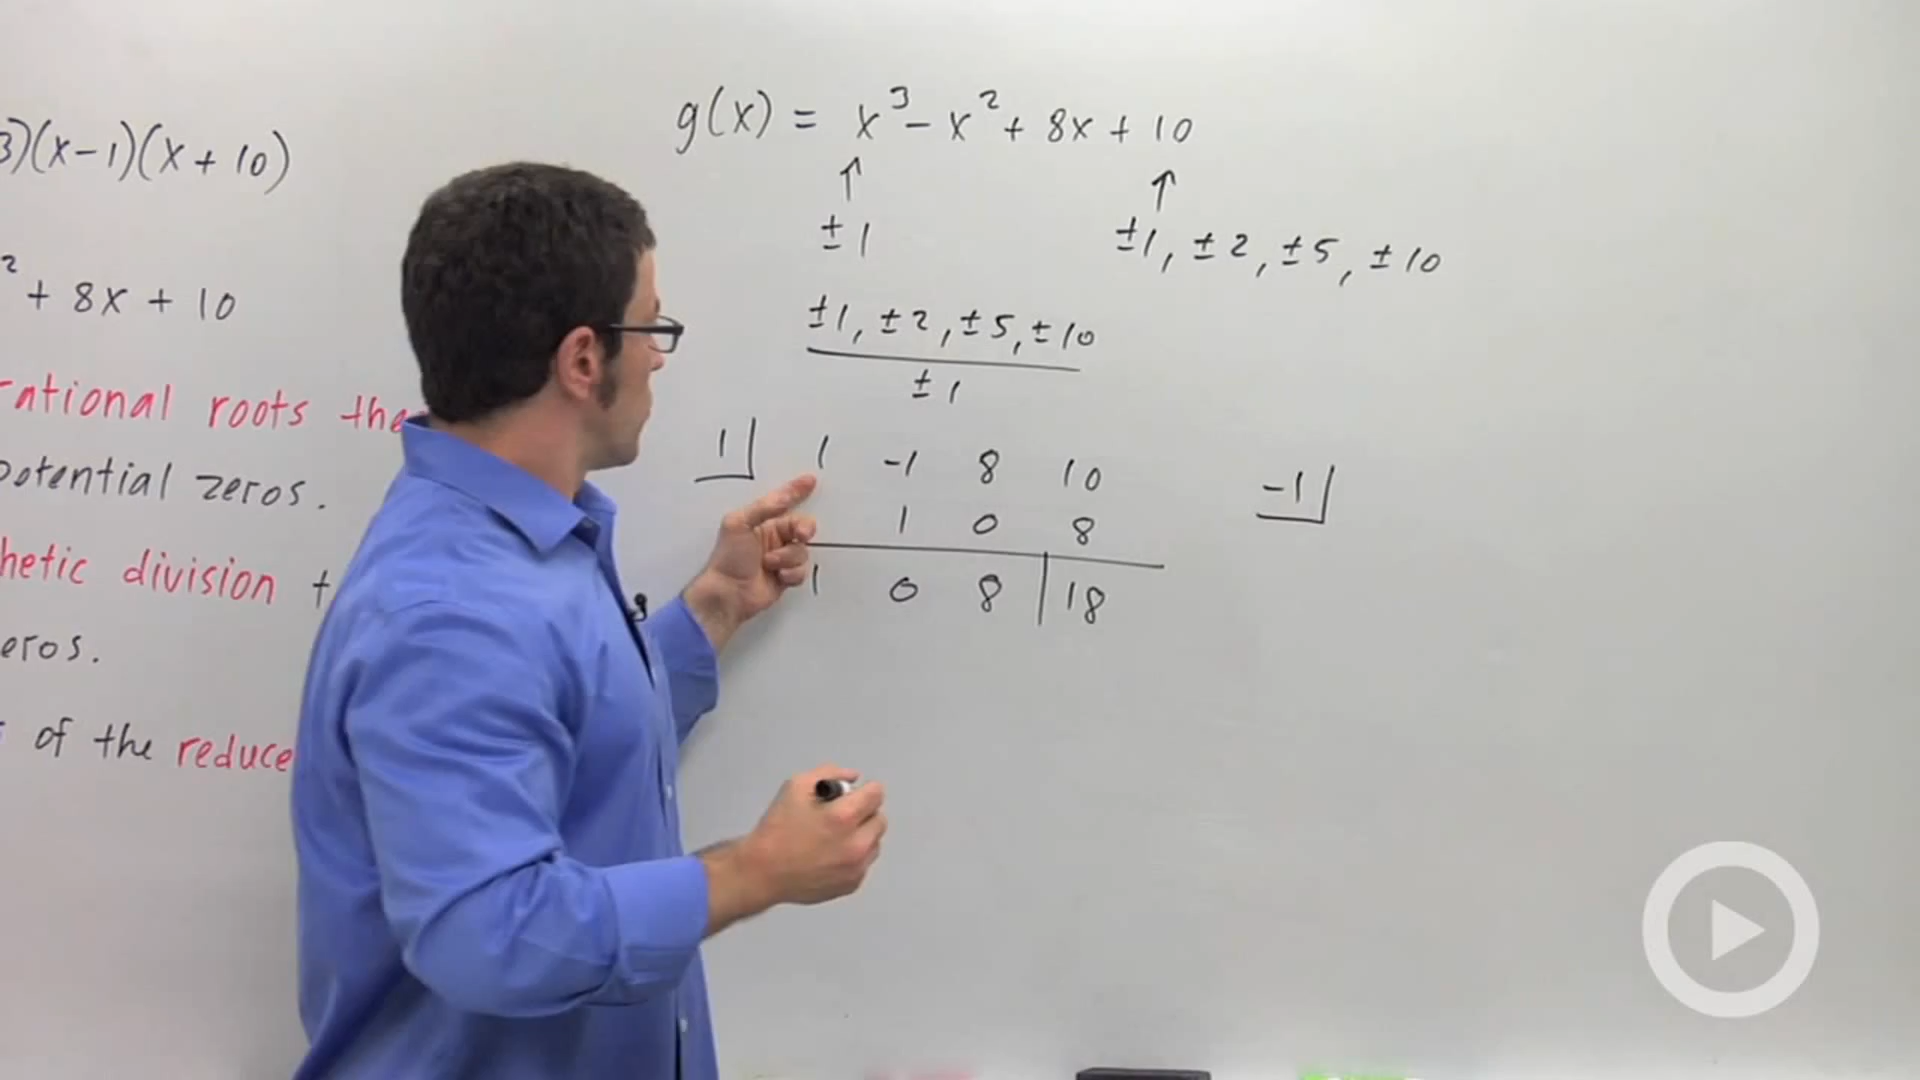 3)(x-1)(x + 10)
2 + 8x + 10
rational roots the
potential zeros.
hetic division t
eros.
of the reduce
g(x) = x³ - x² + 8x + 10
↑ ↑
±1 ±1, ±2, ±5, ±10
±1, ±2, ±5, ±10
±1
1 1 -1 8 10 -1
1 0 8
1 0 8 18